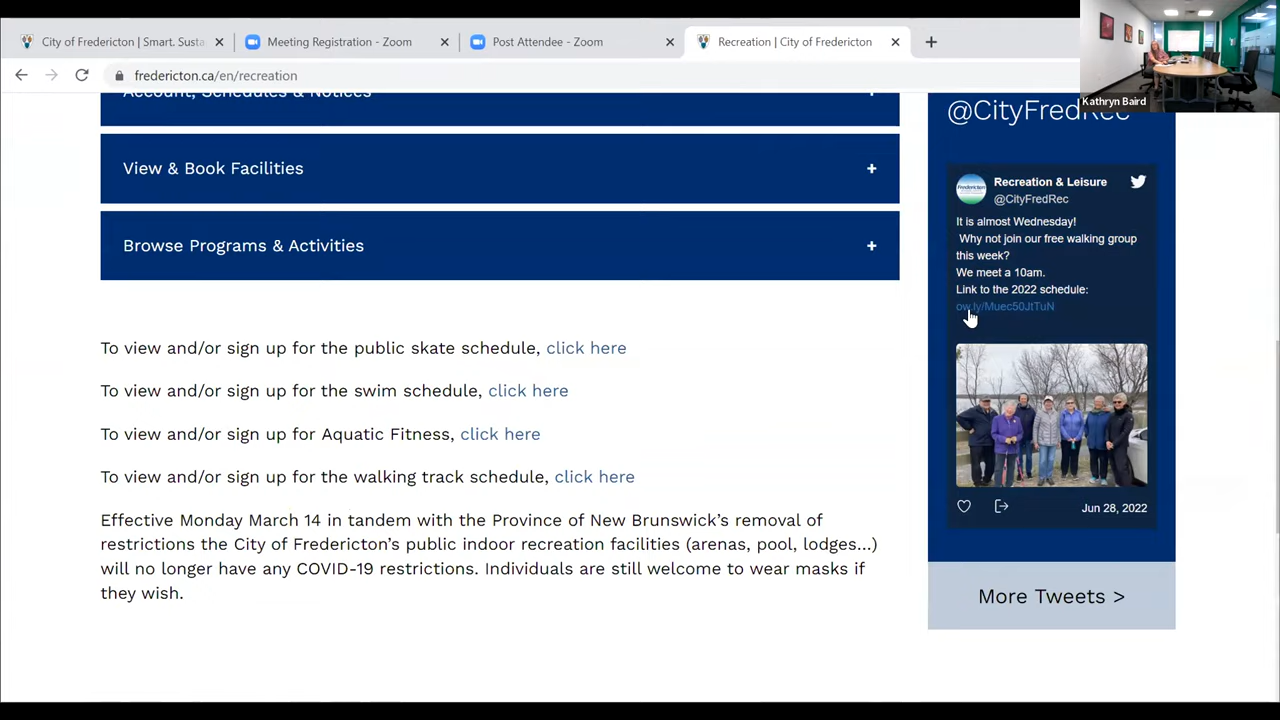 City of Fredericton | Smart. Susta
Meeting Registration - Zoom
Post Attendee - Zoom
Recreation | City of Fredericton
fredericton.ca/en/recreation
Kathryn Baird
Account, Schedules & Notices +
View & Book Facilities +
Browse Programs & Activities +
To view and/or sign up for the public skate schedule, click here
To view and/or sign up for the swim schedule, click here
To view and/or sign up for Aquatic Fitness, click here
To view and/or sign up for the walking track schedule, click here
Effective Monday March 14 in tandem with the Province of New Brunswick’s removal of
restrictions the City of Fredericton’s public indoor recreation facilities (arenas, pool, lodges...)
will no longer have any COVID-19 restrictions. Individuals are still welcome to wear masks if
they wish.
@CityFredRec
Fredericton
Recreation & Leisure
@CityFredRec
It is almost Wednesday!
Why not join our free walking group
this week?
We meet a 10am.
Link to the 2022 schedule:
ow.ly/Muec50JtTuN
Jun 28, 2022
More Tweets >